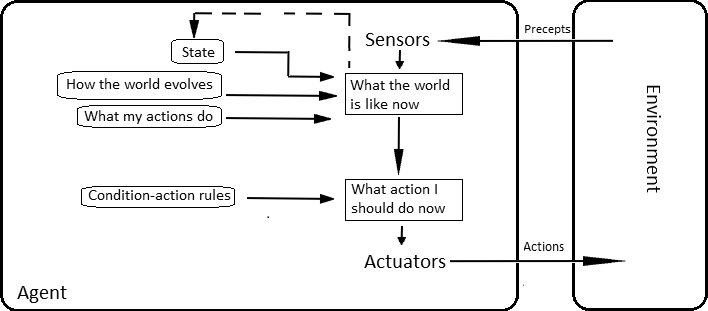 Sensors
Precepts
State
How the world evolves
What my actions do
What the world
is like now
Environment
Condition-action rules
What action I
should do now
Actuators
Actions
Agent